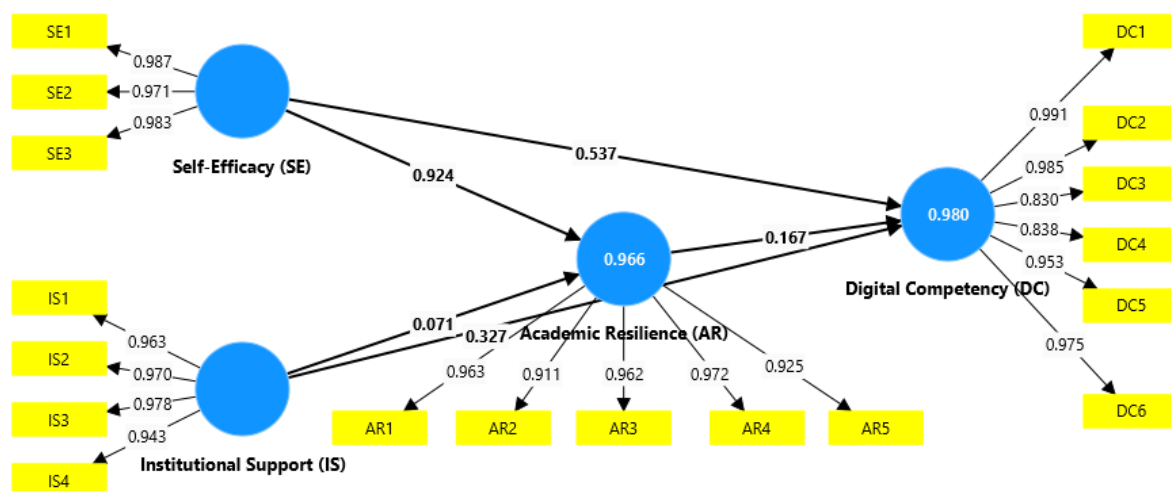 SE1
0.987
SE2
0.971
SE3
0.983
Self-Efficacy (SE)
0.537
0.924
DC1
0.991
DC2
0.985
DC3
0.830
0.838
DC4
0.953
DC5
0.975
DC6
0.980
Digital Competency (DC)
0.167
0.966
Academic Resilience (AR)
0.071
0.327
IS1
0.963
IS2
0.970
IS3
0.978
0.943
IS4
Institutional Support (IS)
0.963
0.911
0.962
0.972
0.925
AR1
AR2
AR3
AR4
AR5